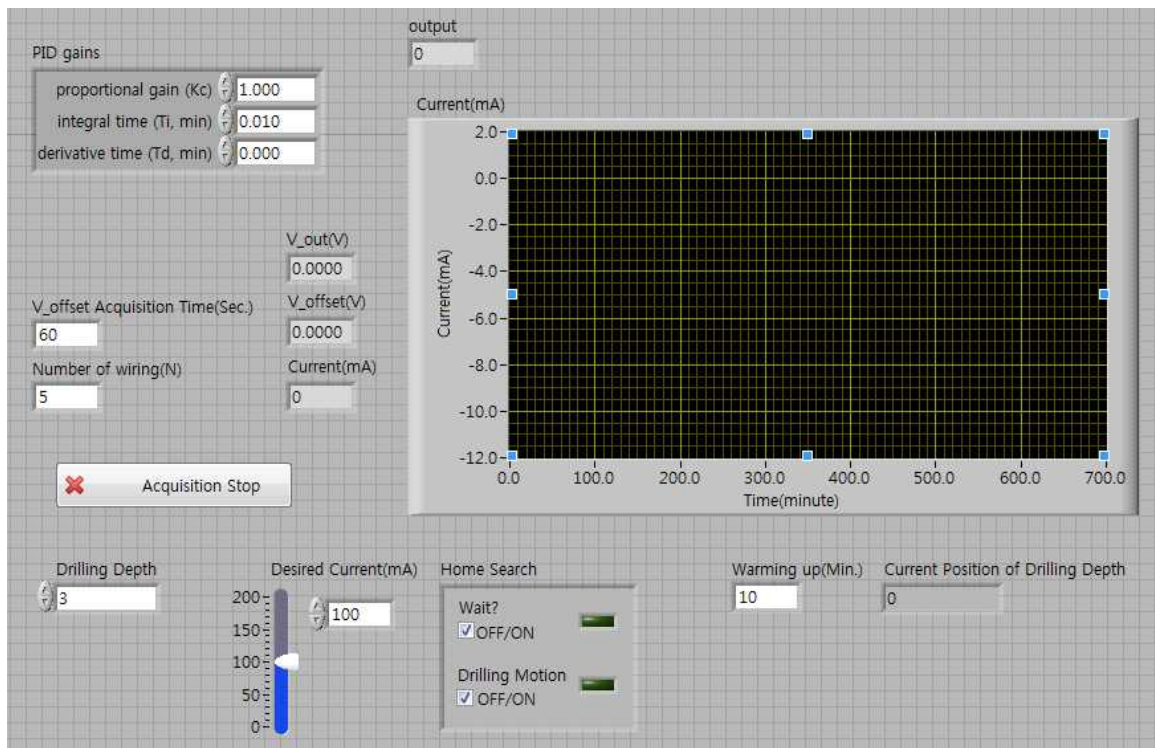 output
0
PID gains
proportional gain (Kc) 1.000
integral time (Ti, min) 0.010
derivative time (Td, min) 0.000
Current(mA)
2.0
0.0
-2.0
-4.0
-6.0
-8.0
-10.0
-12.0
Current(mA)
0.0 100.0 200.0 300.0 400.0 500.0 600.0 700.0
Time(minute)
V_out(V)
0.0000
V_offset Acquisition Time(Sec.) V_offset(V)
60 0.0000
Number of wiring(N) Current(mA)
5 0
Acquisition Stop
Drilling Depth
3
Desired Current(mA)
200
150
100
50
0
100
Home Search
Wait?
OFF/ON
Drilling Motion
OFF/ON
Warming up(Min.)
10
Current Position of Drilling Depth
0